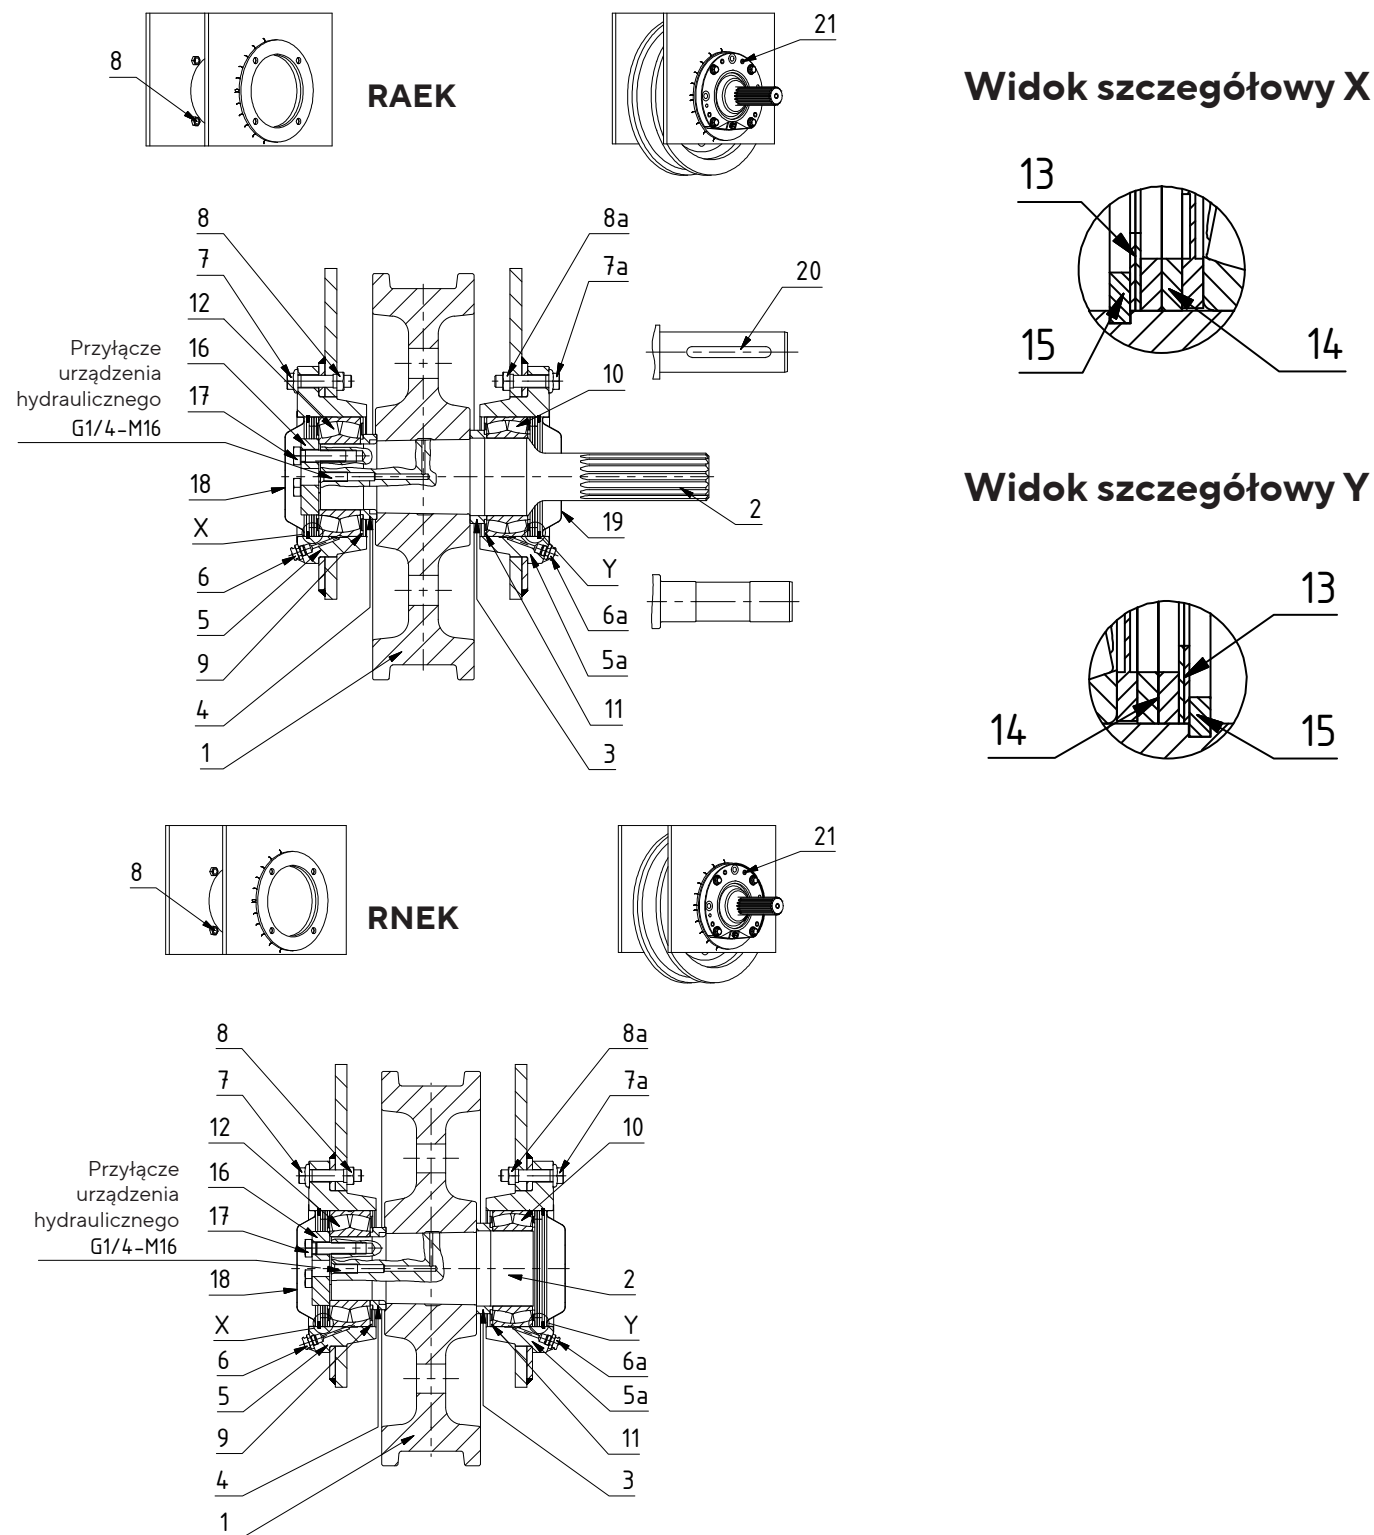 8
RAEK
21
Widok szczegółowy X
13
15
14
8
7
12
Przyłącze
urządzenia
hydraulicznego
G1/4-M16
16
17
18
X
6
5
9
4
1
8a
7a
20
10
2
19
Y
6a
5a
11
3
Widok szczegółowy Y
13
14
15
8
RNEK
21
8
7
12
Przyłącze
urządzenia
hydraulicznego
G1/4-M16
16
17
18
X
6
5
9
4
1
8a
7a
10
2
Y
6a
5a
11
3